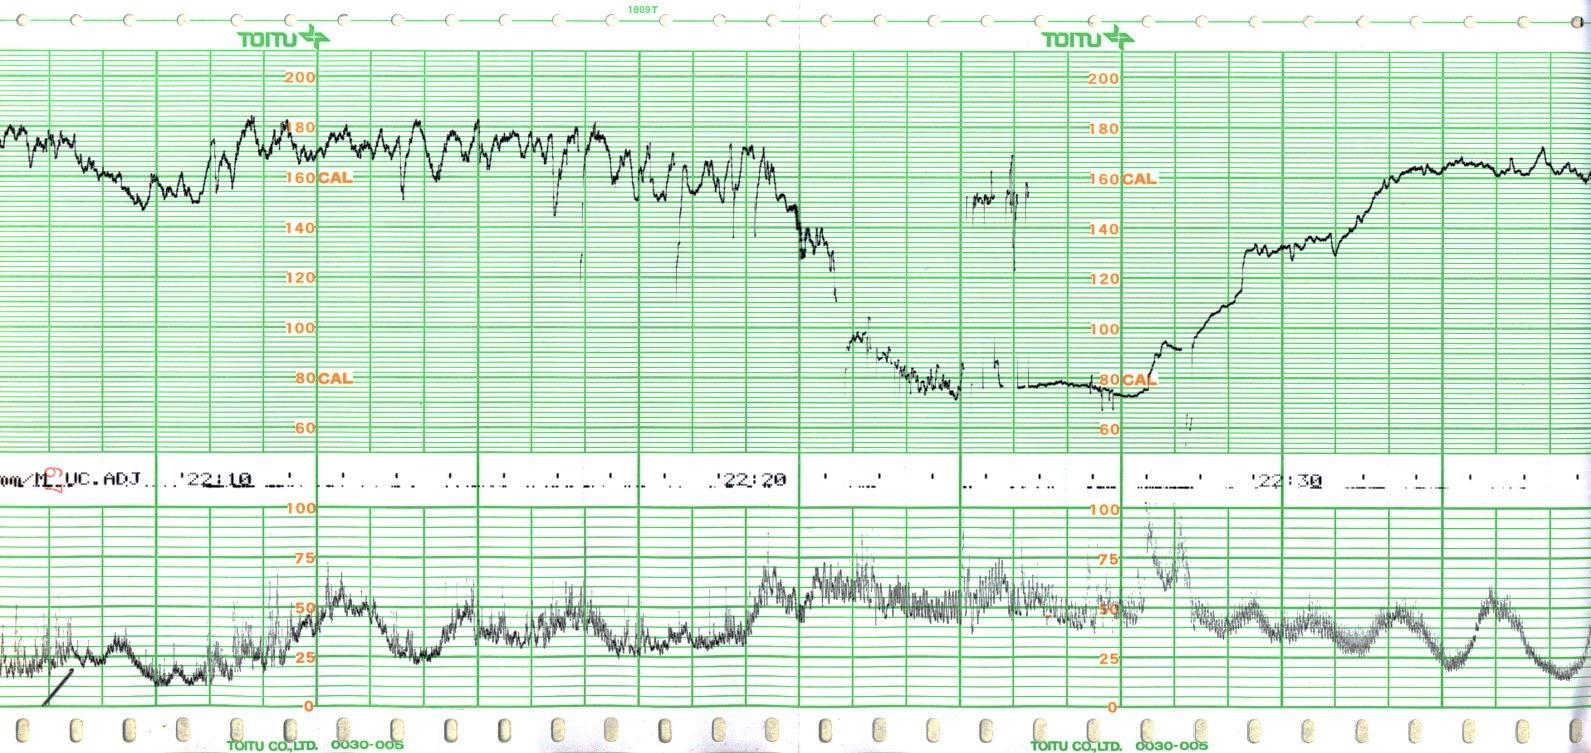 1809T
TOITU TOITU
200 200
180 180
160 CAL 160 CAL
140 140
120 120
100 100
80 CAL 80 CAL
60 60
UC.ADJ '22:10 '22:20 '22:30
100 100
75 75
50 50
25 25
0 0
TOITU CO.,LTD. 0030-005 TOITU CO.,LTD. 0030-005